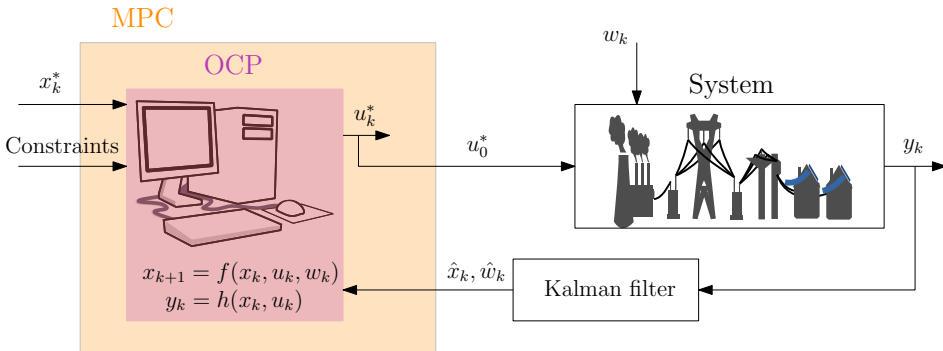 MPC
OCP
$x_k^*$
Constraints
$u_k^*$
$u_0^*$
$w_k$
System
$y_k$
$x_{k+1} = f(x_k, u_k, w_k)$
$y_k = h(x_k, u_k)$
$\hat{x}_k, \hat{w}_k$
Kalman filter